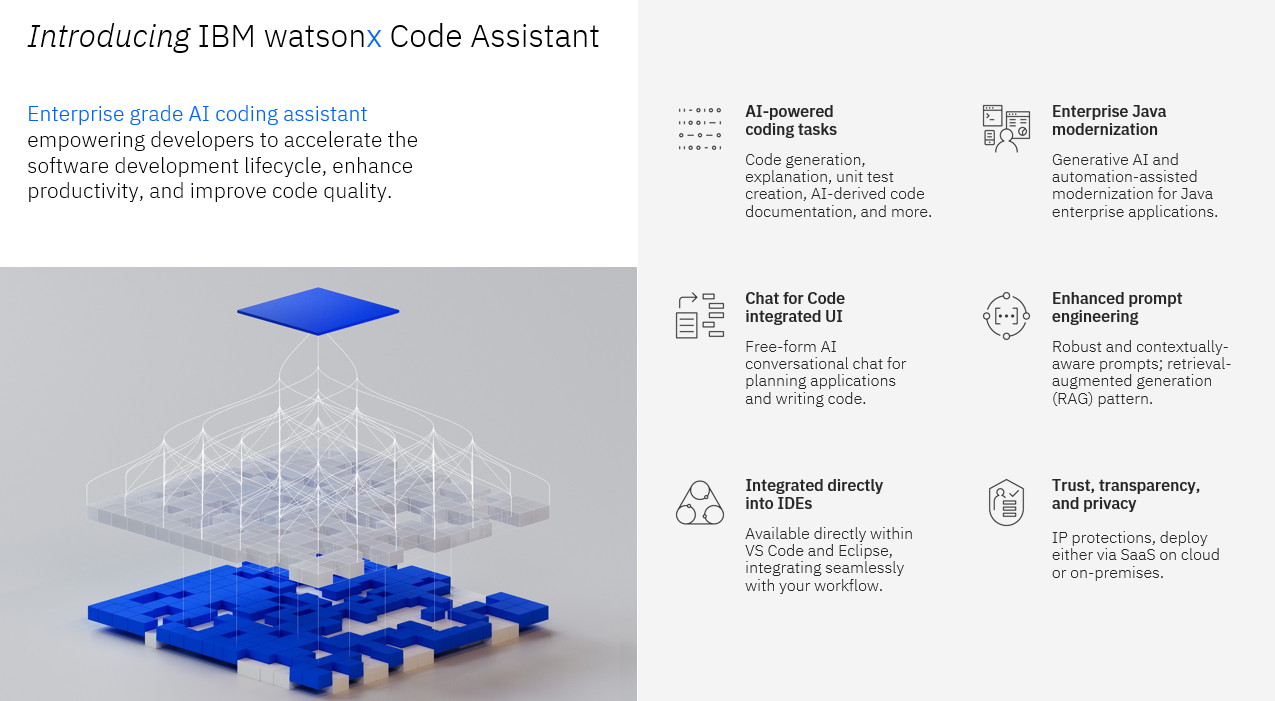 Introducing IBM watsonx Code Assistant
Enterprise grade AI coding assistant
empowering developers to accelerate the
software development lifecycle, enhance
productivity, and improve code quality.
AI-powered
coding tasks
Code generation,
explanation, unit test
creation, AI-derived code
documentation, and more.
Enterprise Java
modernization
Generative AI and
automation-assisted
modernization for Java
enterprise applications.
Chat for Code
integrated UI
Free-form AI
conversational chat for
planning applications
and writing code.
Enhanced prompt
engineering
Robust and contextually-
aware prompts; retrieval-
augmented generation
(RAG) pattern.
Integrated directly
into IDEs
Available directly within
VS Code and Eclipse,
integrating seamlessly
with your workflow.
Trust, transparency,
and privacy
IP protections, deploy
either via SaaS on cloud
or on-premises.